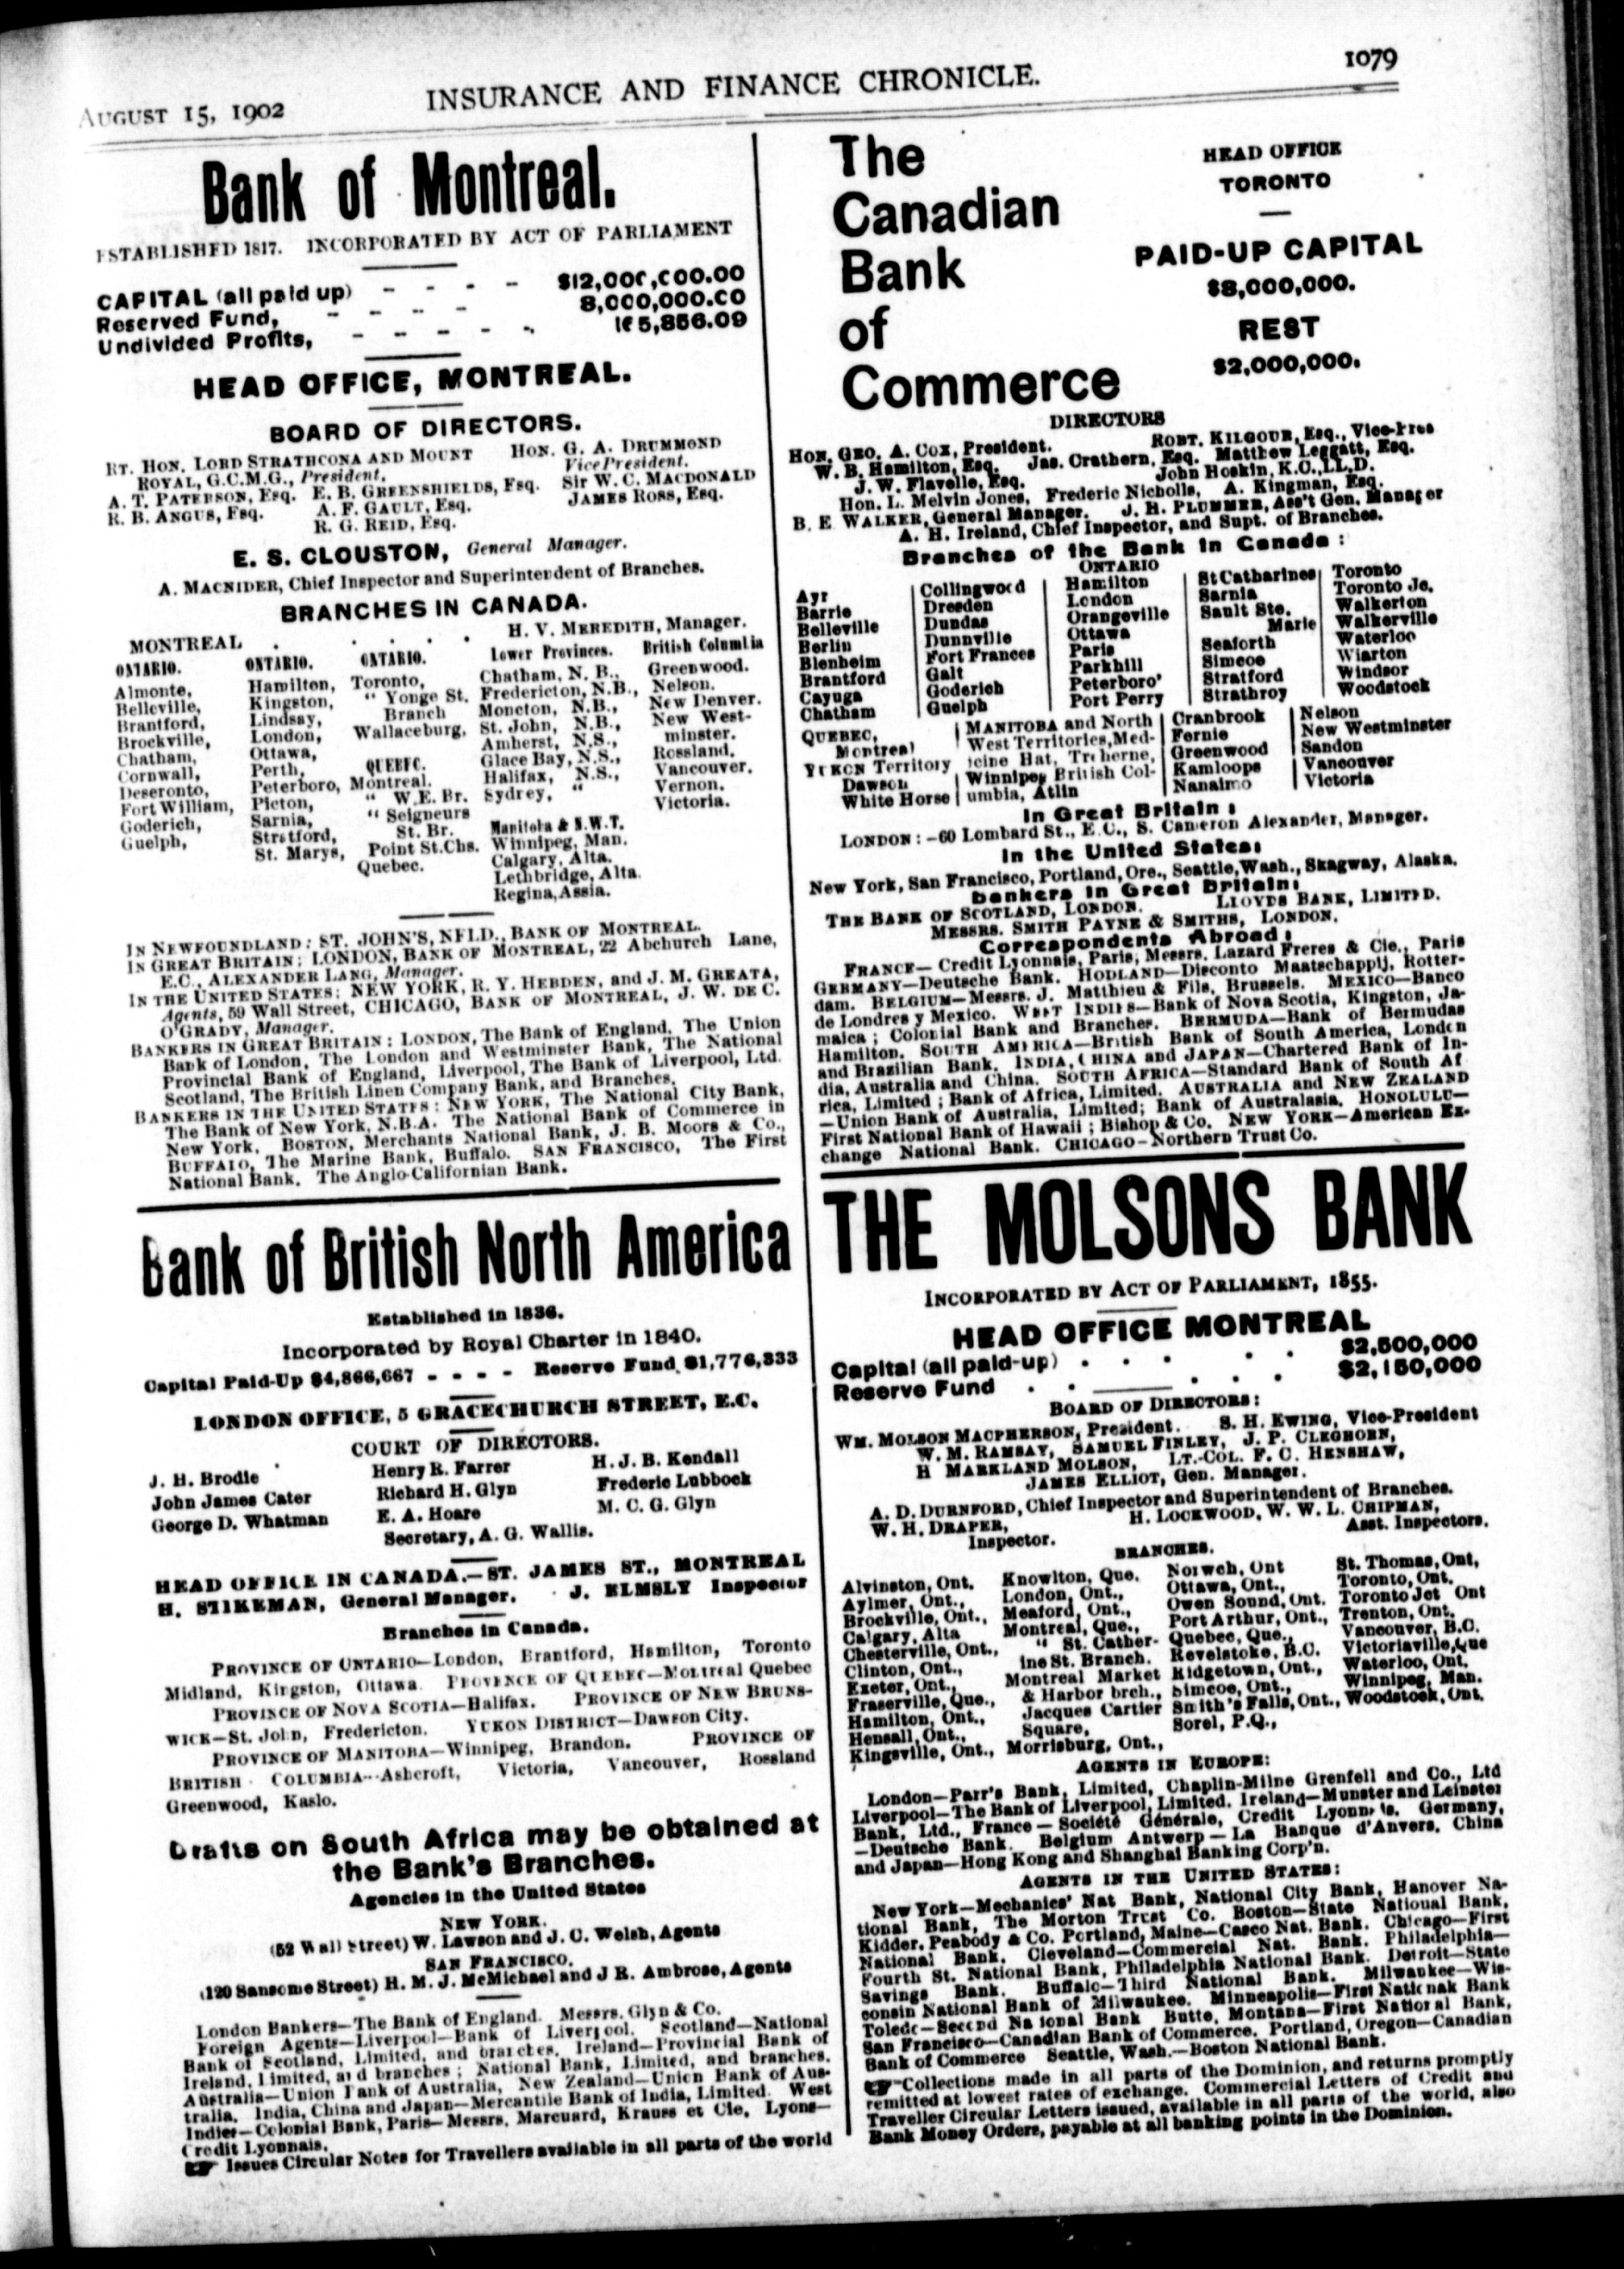 AUGUST 15, 1902
INSURANCE AND FINANCE CHRONICLE.
1079
Bank of Montreal.
ESTABLISHED 1817. INCORPORATED BY ACT OF PARLIAMENT
CAPITAL (all paid up) - - - - $12,000,000.00
Reserved Fund, - - - - 8,000,000.00
Undivided Profits, - - - - - 165,856.09
HEAD OFFICE, MONTREAL.
BOARD OF DIRECTORS.
RT. HON. LORD STRATHCONA AND MOUNT ROYAL, G.C.M.G., President.
HON. G. A. DRUMMOND Vice President.
A. T. PATERSON, Esq. E. B. GREENSHIELDS, Esq. Sir W. C. MACDONALD
R. B. ANGUS, Esq. A. F. GAULT, Esq. JAMES ROSS, Esq.
R. G. REID, Esq.
E. S. CLOUSTON, General Manager.
A. MACNIDER, Chief Inspector and Superintendent of Branches.
BRANCHES IN CANADA.
MONTREAL . . . . . H. V. MEREDITH, Manager.
ONTARIO.
Almonte,
Belleville,
Brantford,
Brockville,
Chatham,
Cornwall,
Deseronto,
Fort William,
Goderich,
Guelph,
ONTARIO.
Hamilton,
Kingston,
Lindsay,
London,
Ottawa,
Perth,
Peterboro,
Picton,
Sarnia,
Stratford,
St. Marys,
ONTARIO.
Toronto,
" Yonge St.
Branch
Wallaceburg.
QUEBEC.
Montreal.
" W.E. Br.
" Seigneurs
St. Br.
Point St.Chs.
Quebec.
Lower Provinces.
Chatham, N. B.,
Fredericton, N.B.,
Moncton, N.B.,
St. John, N.B.,
Amherst, N.S.,
Glace Bay, N.S.,
Halifax, N.S.,
Sydney, "
Manitoba & N.W.T.
Winnipeg, Man.
Calgary, Alta.
Lethbridge, Alta.
Regina, Assia.
British Columbia
Greenwood.
Nelson.
New Denver.
New West-
minster.
Rossland.
Vancouver.
Vernon.
Victoria.
IN NEWFOUNDLAND: ST. JOHN'S, NFLD., BANK OF MONTREAL.
IN GREAT BRITAIN: LONDON, BANK OF MONTREAL, 22 Abchurch Lane,
E.C., ALEXANDER LANG, Manager.
IN THE UNITED STATES: NEW YORK, R. Y. HEBDEN, and J. M. GREATA,
Agents, 59 Wall Street, CHICAGO, BANK OF MONTREAL, J. W. DE C.
O'GRADY, Manager.
BANKERS IN GREAT BRITAIN: LONDON, The Bank of England. The Union
Bank of London, The London and Westminster Bank, The National
Provincial Bank of England, Liverpool, The Bank of Liverpool, Ltd.
Scotland, The British Linen Company Bank, and Branches.
BANKERS IN THE UNITED STATES: NEW YORK, The National City Bank,
The Bank of New York, N.B.A. The National Bank of Commerce in
New York. BOSTON, Merchants National Bank, J. B. Moors & Co.,
BUFFALO, The Marine Bank, Buffalo. SAN FRANCISCO, The First
National Bank. The Anglo-Californian Bank.
Bank of British North America
Established in 1836.
Incorporated by Royal Charter in 1840.
Capital Paid-Up $4,866,667 - - - - Reserve Fund $1,776,333
LONDON OFFICE, 5 GRACECHURCH STREET, E.C.
COURT OF DIRECTORS.
J. H. Brodie Henry R. Farrer H. J. B. Kendall
John James Cater Richard H. Glyn Frederic Lubbock
George D. Whatman E. A. Hoare M. C. G. Glyn
Secretary, A. G. Wallis.
HEAD OFFICE IN CANADA.—ST. JAMES ST., MONTREAL
H. STIKEMAN, General Manager. J. ELMSLY Inspector
Branches in Canada.
PROVINCE OF ONTARIO—London, Brantford, Hamilton, Toronto
Midland, Kingston, Ottawa PROVINCE OF QUEBEC—Montreal Quebec
PROVINCE OF NOVA SCOTIA—Halifax. PROVINCE OF NEW BRUNS-
WICK—St. John, Fredericton. YUKON DISTRICT—Dawson City.
PROVINCE OF MANITOBA—Winnipeg, Brandon. PROVINCE OF
BRITISH COLUMBIA—Ashcroft, Victoria, Vancouver, Rossland
Greenwood, Kaslo.
Drafts on South Africa may be obtained at
the Bank's Branches.
Agencies in the United States
NEW YORK.
(52 Wall Street) W. Lawson and J. C. Welsh, Agents
SAN FRANCISCO.
(120 Sansome Street) H. M. J. McMichael and J R. Ambrose, Agents
London Bankers—The Bank of England. Messrs. Glyn & Co.
Foreign Agents—Liverpool—Bank of Liverpool. Scotland—National
Bank of Scotland, Limited, and branches. Ireland—Provincial Bank of
Ireland, Limited, and branches; National Bank, Limited, and branches.
Australia—Union Bank of Australia, New Zealand—Union Bank of Aus-
tralia. India, China and Japan—Mercantile Bank of India, Limited. West
Indies—Colonial Bank, Paris—Messrs. Marcuard, Krauss et Cie. Lyons—
Credit Lyonnais.
☞ Issues Circular Notes for Travellers available in all parts of the world
The
Canadian
Bank
of
Commerce
HEAD OFFICE
TORONTO
PAID-UP CAPITAL
$8,000,000.
REST
$2,000,000.
DIRECTORS
HON. GEO. A. COX, President. ROBT. KILGOUR, Esq., Vice-Pres
W. B. Hamilton, Esq. Jas. Crathern, Esq. Matthew Leggatt, Esq.
J. W. Flavelle, Esq. John Hoskin, K.C., LL.D.
Hon. L. Melvin Jones, Frederic Nicholls, A. Kingman, Esq.
B. E WALKER, General Manager. J. H. PLUMMER, Ass't Gen. Manager
A. H. Ireland, Chief Inspector, and Supt. of Branches.
Branches of the Bank in Canada:
ONTARIO
Ayr
Barrie
Belleville
Berlin
Blenheim
Brantford
Cayuga
Chatham
Collingwood
Dresden
Dundas
Dunnville
Fort Frances
Galt
Goderich
Guelph
Hamilton
London
Orangeville
Ottawa
Paris
Parkhill
Peterboro'
Port Perry
St Catharines
Sarnia
Sault Ste.
Marie
Seaforth
Simcoe
Stratford
Strathroy
Toronto
Toronto Jc.
Walkerton
Walkerville
Waterloo
Wiarton
Windsor
Woodstock
QUEBEC,
Montreal
YUKON Territory
Dawson
White Horse
MANITOBA and North
West Territories, Med-
icine Hat, Treherne,
Winnipeg British Col-
umbia, Atlin
Cranbrook
Fernie
Greenwood
Kamloops
Nanaimo
Nelson
New Westminster
Sandon
Vancouver
Victoria
In Great Britain:
LONDON:—60 Lombard St., E.C., S. Cameron Alexander, Manager.
In the United States:
New York, San Francisco, Portland, Ore., Seattle, Wash., Skagway, Alaska.
Bankers in Great Britain:
THE BANK OF SCOTLAND, LONDON. LLOYDS BANK, LIMITED.
MESSRS. SMITH PAYNE & SMITHS, LONDON.
Correspondents Abroad:
FRANCE—Credit Lyonnais, Paris; Messrs. Lazard Freres & Cie., Paris
GERMANY—Deutsche Bank. HOLLAND—Disconto Maatschappij, Rotter-
dam. BELGIUM—Messrs. J. Matthieu & Fils, Brussels. MEXICO—Banco
de Londres y Mexico. WEST INDIES—Bank of Nova Scotia, Kingston, Ja-
maica; Colonial Bank and Branches. BERMUDA—Bank of Bermudas
Hamilton. SOUTH AMERICA—British Bank of South America, London
and Brazilian Bank. INDIA, CHINA and JAPAN—Chartered Bank of In-
dia, Australia and China. SOUTH AFRICA—Standard Bank of South Af
rica, Limited; Bank of Africa, Limited. AUSTRALIA and NEW ZEALAND
—Union Bank of Australia, Limited; Bank of Australasia. HONOLULU—
First National Bank of Hawaii; Bishop & Co. NEW YORK—American Ex-
change National Bank. CHICAGO—Northern Trust Co.
THE MOLSONS BANK
INCORPORATED BY ACT OF PARLIAMENT, 1855.
HEAD OFFICE MONTREAL
Capital (all paid-up) . . . . . $2,500,000
Reserve Fund . . . . . $2,150,000
BOARD OF DIRECTORS:
WM. MOLSON MACPHERSON, President. S. H. EWING, Vice-President
W. M. RAMSAY, SAMUEL FINLEY, J. P. CLEGHORN,
H MARKLAND MOLSON, LT.-COL. F. C. HENSHAW,
JAMES ELLIOT, Gen. Manager.
A. D. DURNFORD, Chief Inspector and Superintendent of Branches.
W. H. DRAPER, H. LOCKWOOD, W. W. L. CHIPMAN,
Inspector. Asst. Inspectors.
BRANCHES.
Alvinston, Ont.
Aylmer, Ont.,
Brockville, Ont.,
Calgary, Alta
Chesterville, Ont.,
Clinton, Ont.,
Exeter, Ont.,
Fraserville, Que.,
Hamilton, Ont.,
Hensall, Ont.,
Kingsville, Ont.,
Knowlton, Que.
London, Ont.,
Meaford, Ont.,
Montreal, Que.,
" St. Cather-
ine St. Branch.
Montreal Market
& Harbor brch.,
Jacques Cartier
Square,
Morrisburg, Ont.,
Norwch, Ont
Ottawa, Ont.,
Owen Sound, Ont.
Port Arthur, Ont.,
Quebec, Que.,
Revelstoke, B.C.
Ridgetown, Ont.,
Simcoe, Ont.,
Smith's Falls, Ont.,
Sorel, P.Q.,
St. Thomas, Ont,
Toronto, Ont.
Toronto Jct Ont
Trenton, Ont.
Vancouver, B.C.
Victoriaville, Que
Waterloo, Ont.
Winnipeg, Man.
Woodstock, Ont.
AGENTS IN EUROPE:
London—Parr's Bank, Limited, Chaplin-Milne Grenfell and Co., Ltd
Liverpool—The Bank of Liverpool, Limited. Ireland—Munster and Leinster
Bank, Ltd., France—Société Générale, Credit Lyonnais. Germany,
—Deutsche Bank. Belgium Antwerp—La Banque d'Anvers. China
and Japan—Hong Kong and Shanghai Banking Corp'n.
AGENTS IN THE UNITED STATES:
New York—Mechanics' Nat Bank, National City Bank, Hanover Na-
tional Bank, The Morton Trust Co. Boston—State National Bank,
Kidder, Peabody & Co. Portland, Maine—Casco Nat. Bank. Chicago—First
National Bank. Cleveland—Commercial Nat. Bank. Philadelphia—
Fourth St. National Bank, Philadelphia National Bank. Detroit—State
Savings Bank. Buffalo—Third National Bank. Milwaukee—Wis-
consin National Bank of Milwaukee. Minneapolis—First National Bank
Toledo—Second National Bank Butte, Montana—First National Bank,
San Francisco—Canadian Bank of Commerce. Portland, Oregon—Canadian
Bank of Commerce Seattle, Wash.—Boston National Bank.
☞ Collections made in all parts of the Dominion, and returns promptly
remitted at lowest rates of exchange. Commercial Letters of Credit and
Traveller Circular Letters issued, available in all parts of the world, also
Bank Money Orders, payable at all banking points in the Dominion.